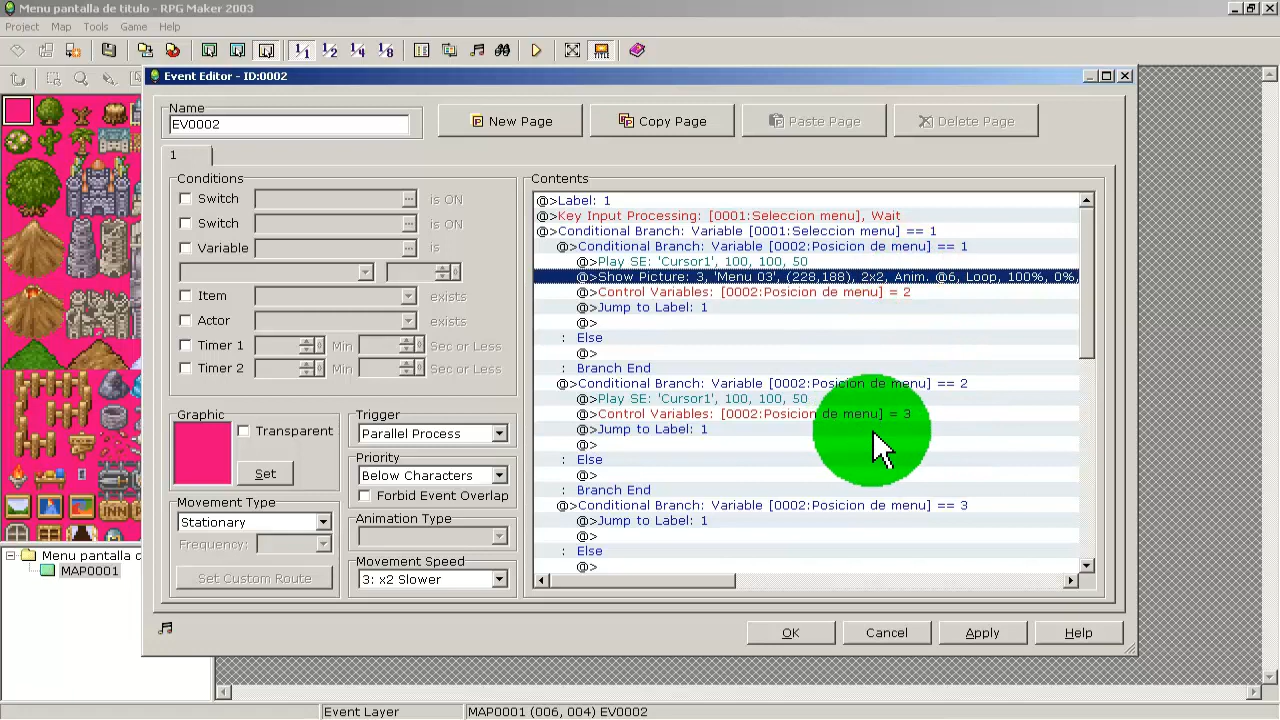 Menu pantalla de titulo - RPG Maker 2003
Project Map Tools Game Help
1/1 1/2 1/4 1/8
Event Editor - ID:0002
Name
EV0002
New Page
Copy Page
Paste Page
Delete Page
1
Conditions
Switch is ON
Switch is ON
Variable is
Item exists
Actor exists
Timer 1 Min Sec or Less
Timer 2 Min Sec or Less
Graphic
Transparent
Set
Movement Type
Stationary
Frequency:
Set Custom Route
Trigger
Parallel Process
Priority
Below Characters
Forbid Event Overlap
Animation Type
Movement Speed
3: x2 Slower
Contents
@>Label: 1
@>Key Input Processing: [0001:Seleccion menu], Wait
@>Conditional Branch: Variable [0001:Seleccion menu] == 1
@>Conditional Branch: Variable [0002:Posicion de menu] == 1
@>Play SE: 'Cursor1', 100, 100, 50
@>Show Picture: 3, 'Menu 03', (228,188), 2x2, Anim. @6, Loop, 100%, 0%,
@>Control Variables: [0002:Posicion de menu] = 2
@>Jump to Label: 1
@>
: Else
@>
: Branch End
@>Conditional Branch: Variable [0002:Posicion de menu] == 2
@>Play SE: 'Cursor1', 100, 100, 50
@>Control Variables: [0002:Posicion de menu] = 3
@>Jump to Label: 1
@>
: Else
@>
: Branch End
@>Conditional Branch: Variable [0002:Posicion de menu] == 3
@>Jump to Label: 1
@>
: Else
@>
OK
Cancel
Apply
Help
INN
Menu pantalla c
MAP0001
Event Layer
MAP0001 (006, 004) EV0002